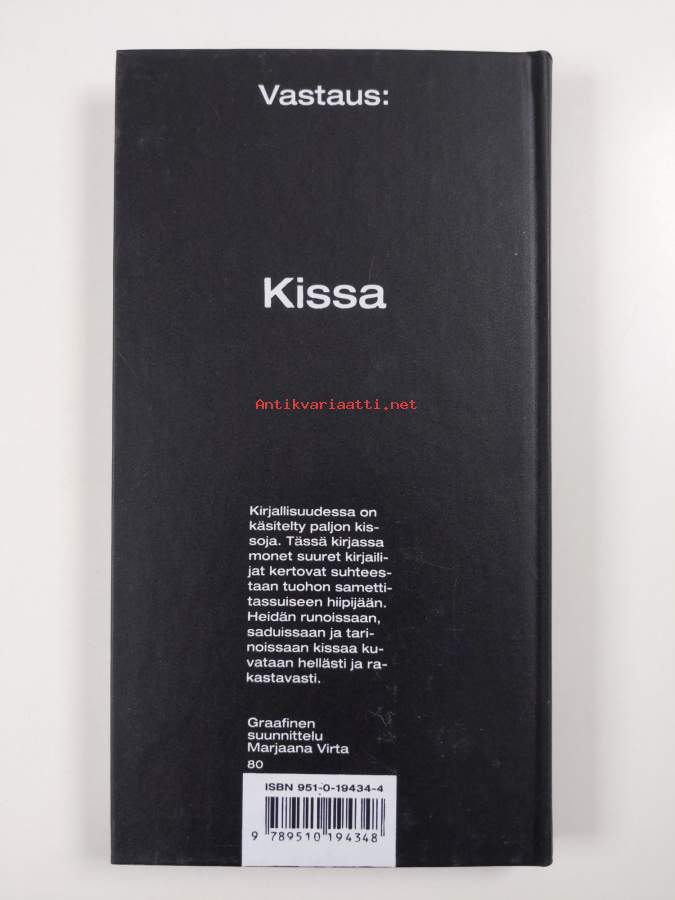 Vastaus:
Kissa
Antikvariaatti.net
Kirjallisuudessa on
käsitelty paljon kis-
soja. Tässä kirjassa
monet suuret kirjaili-
jat kertovat suhtees-
taan tuohon sametti-
tassuiseen hiipijään.
Heidän runoissaan,
saduissaan ja tari-
noissaan kissaa ku-
vataan hellästi ja ra-
kastavasti.
Graafinen
suunnittelu
Marjaana Virta
80
ISBN 951-0-19434-4
9 789510 194348